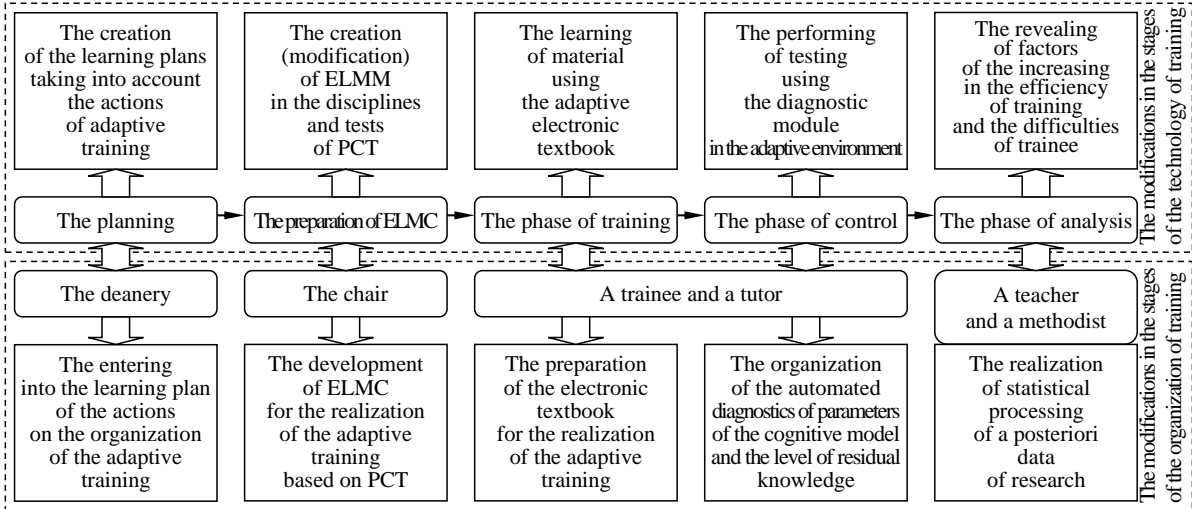 The creation
of the learning plans
taking into account
the actions
of adaptive
training
The creation
(modification)
of ELMM
in the disciplines
and tests
of PCT
The learning
of material
using
the adaptive
electronic
textbook
The performing
of testing
using
the diagnostic
module
in the adaptive environment
The revealing
of factors
of the increasing
in the efficiency
of training
and the difficulties
of trainee
The modifications in the stages
of the technology of training
The planning
The preparation of ELMC
The phase of training
The phase of control
The phase of analysis
The deanery
The chair
A trainee and a tutor
A teacher
and a methodist
The entering
into the learning plan
of the actions
on the organization
of the adaptive
training
The development
of ELMC
for the realization
of the adaptive
training
based on PCT
The preparation
of the electronic
textbook
for the realization
of the adaptive
training
The organization
of the automated
diagnostics of parameters
of the cognitive model
and the level of residual
knowledge
The realization
of statistical
processing
of a posteriori
data
of research
The modifications in the stages
of the organization of training